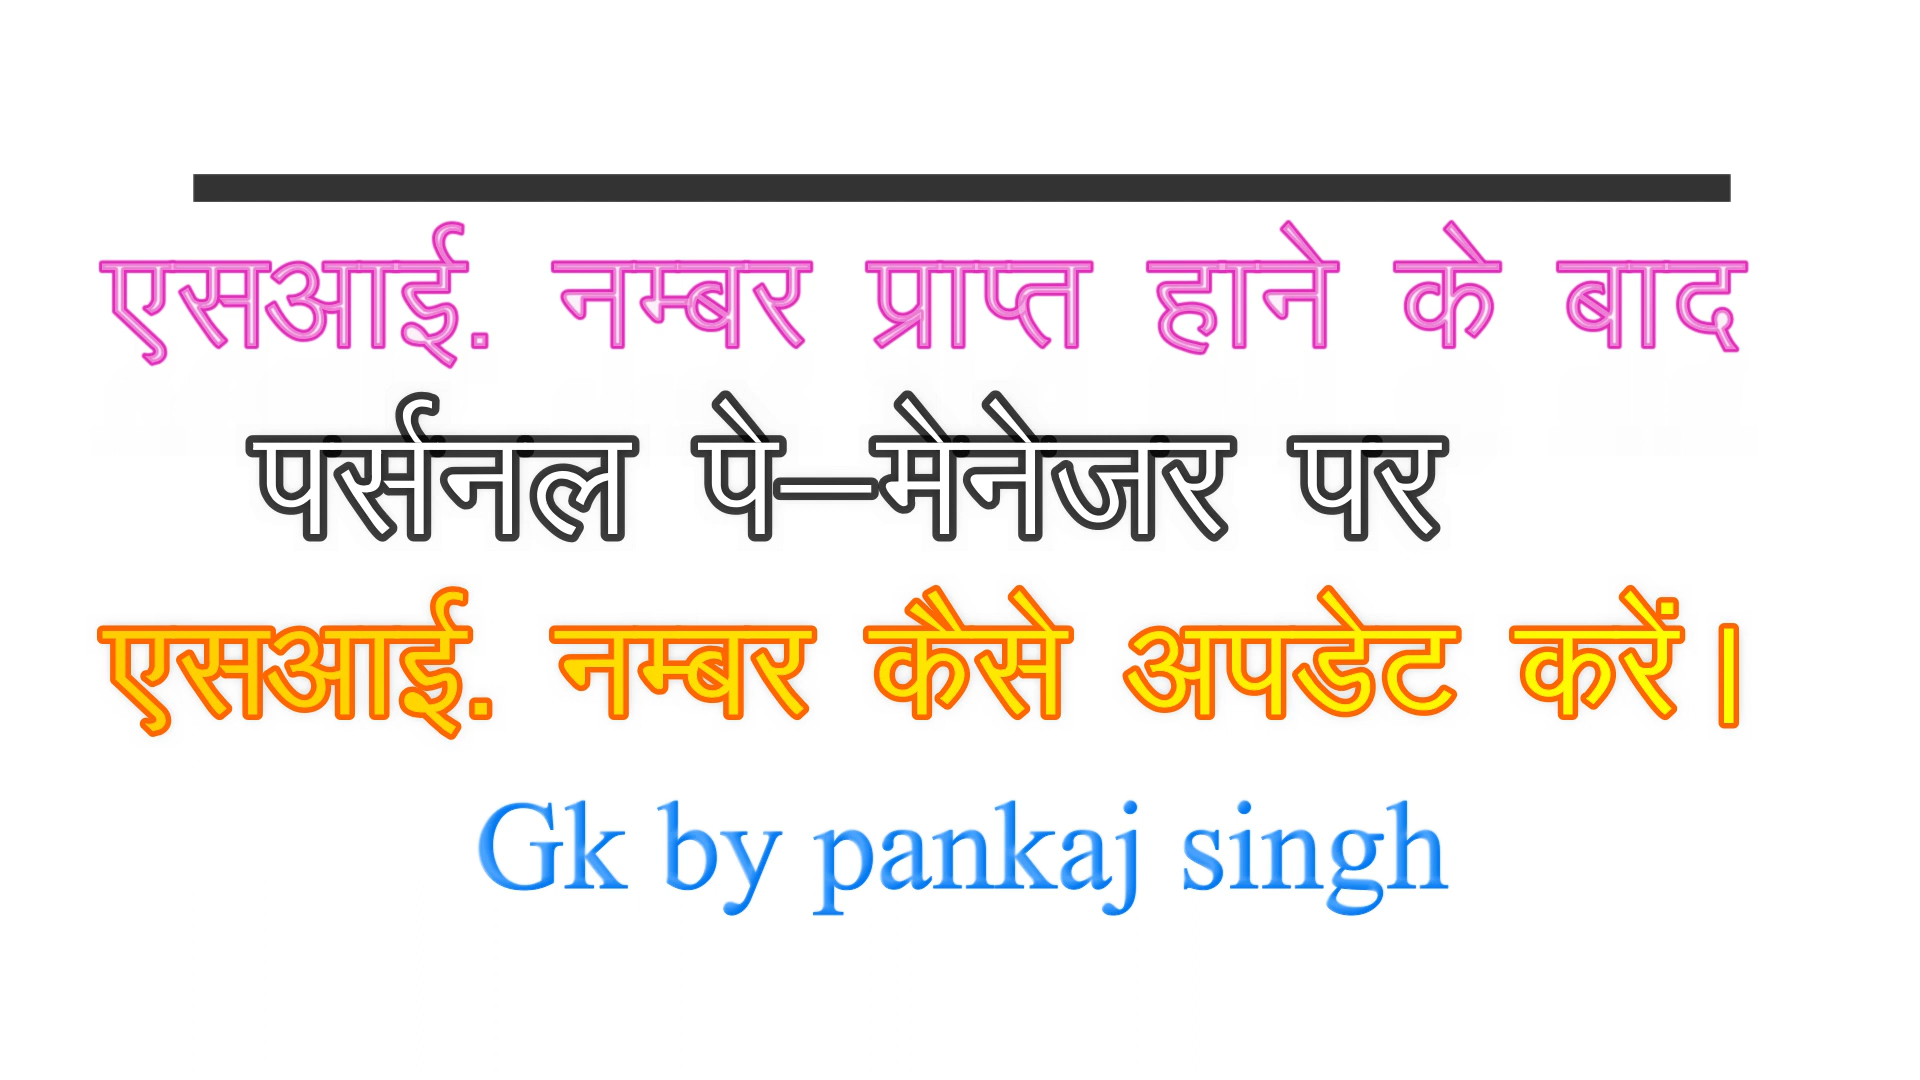 एसआई. नम्बर प्राप्त हाने के बाद
पर्सनल पे–मेनेजर पर
एसआई. नम्बर कैसे अपडेट करें।
Gk by pankaj singh